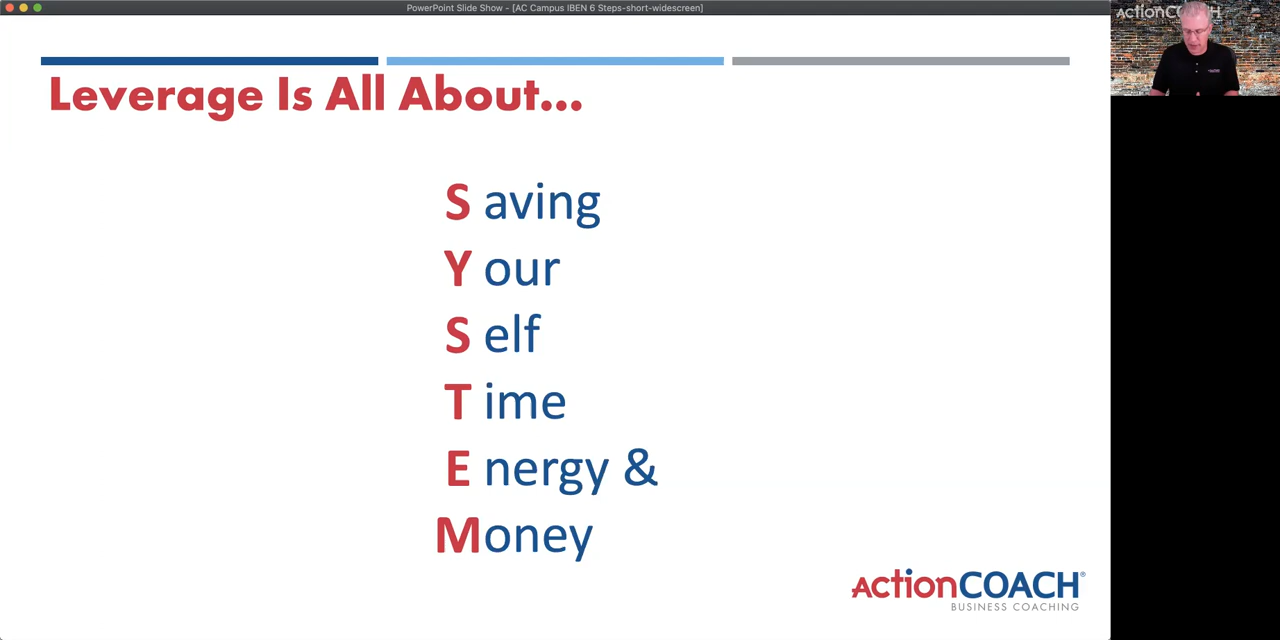 PowerPoint Slide Show - [AC Campus IBEN 6 Steps-short-widescreen]
Leverage Is All About...
S aving
Y our
S elf
T ime
E nergy &
Money
ActionCOACH®
BUSINESS COACHING